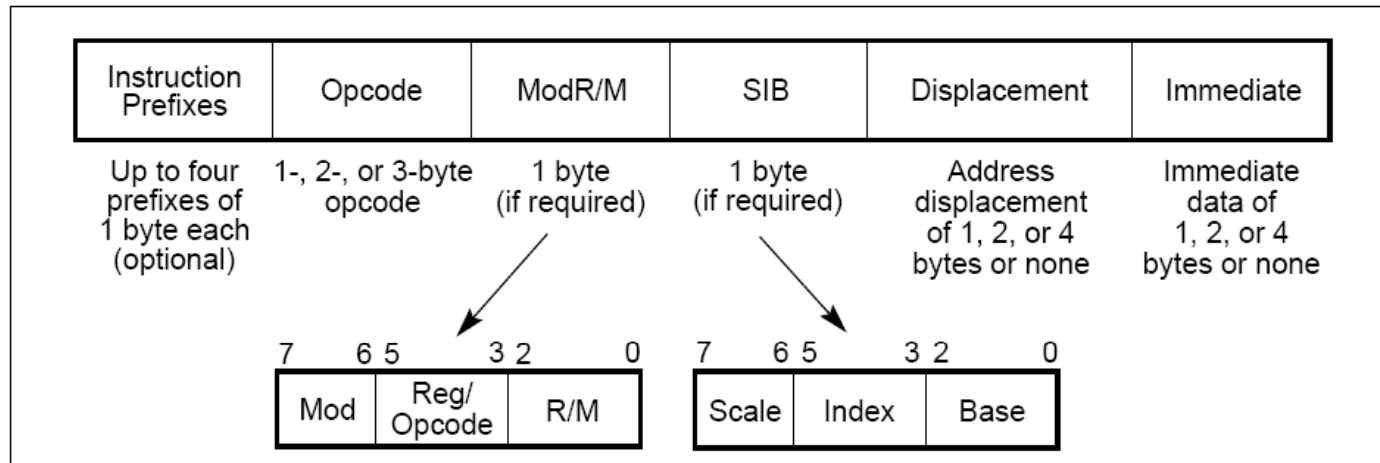 Instruction
Prefixes
Opcode
ModR/M
SIB
Displacement
Immediate
Up to four
prefixes of
1 byte each
(optional)
1-, 2-, or 3-byte
opcode
1 byte
(if required)
1 byte
(if required)
Address
displacement
of 1, 2, or 4
bytes or none
Immediate
data of
1, 2, or 4
bytes or none
7 6 5 3 2 0
Mod
Reg/
Opcode
R/M
7 6 5 3 2 0
Scale
Index
Base